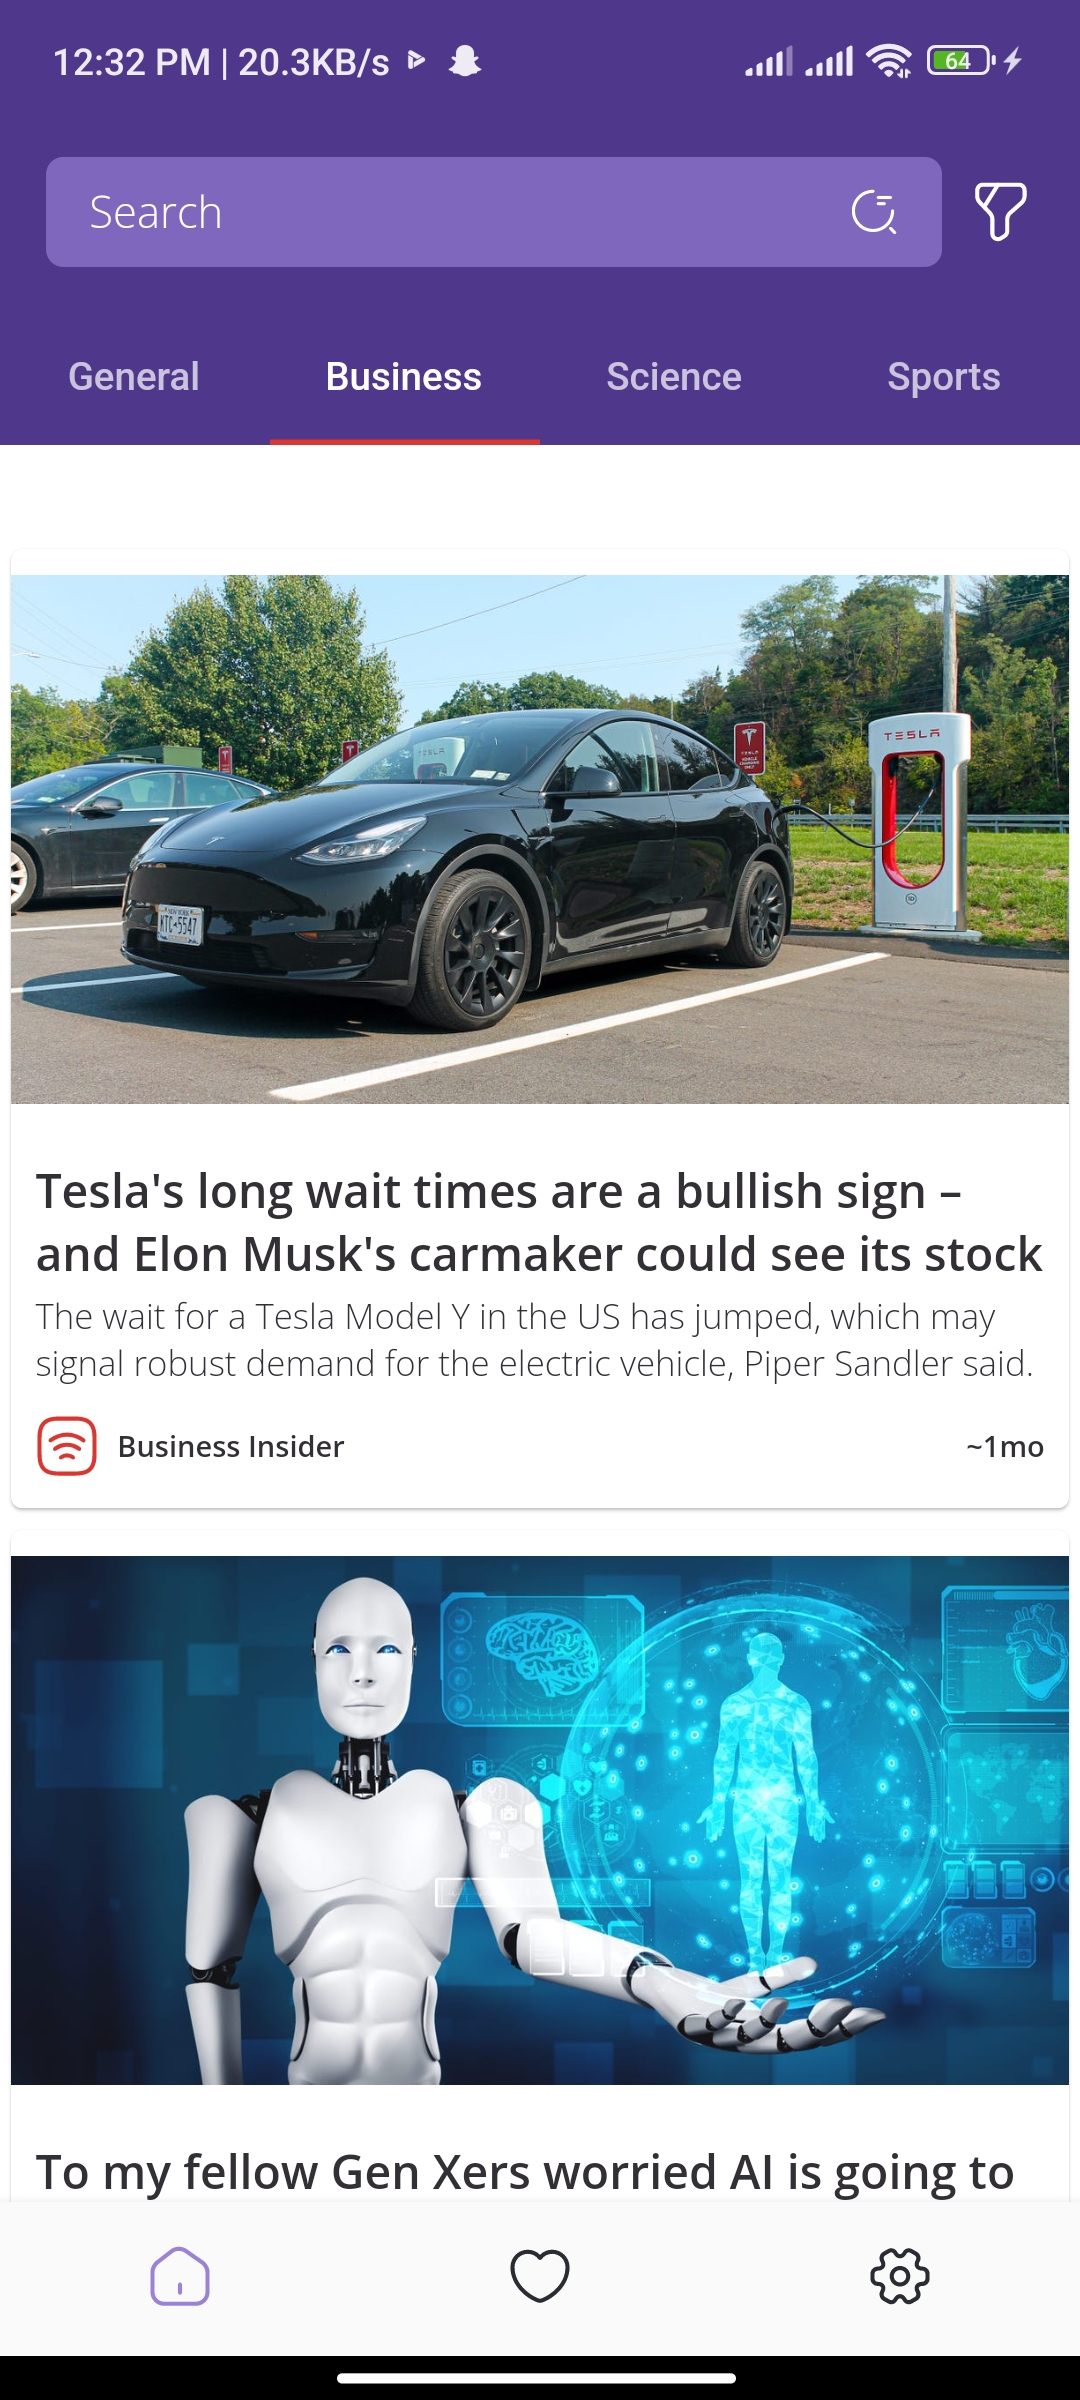 12:32 PM | 20.3KB/s
64
Search
General Business Science Sports
TESLA
TESLA
NTC-5547
Tesla's long wait times are a bullish sign –
and Elon Musk's carmaker could see its stock
The wait for a Tesla Model Y in the US has jumped, which may
signal robust demand for the electric vehicle, Piper Sandler said.
Business Insider ~1mo
To my fellow Gen Xers worried AI is going to